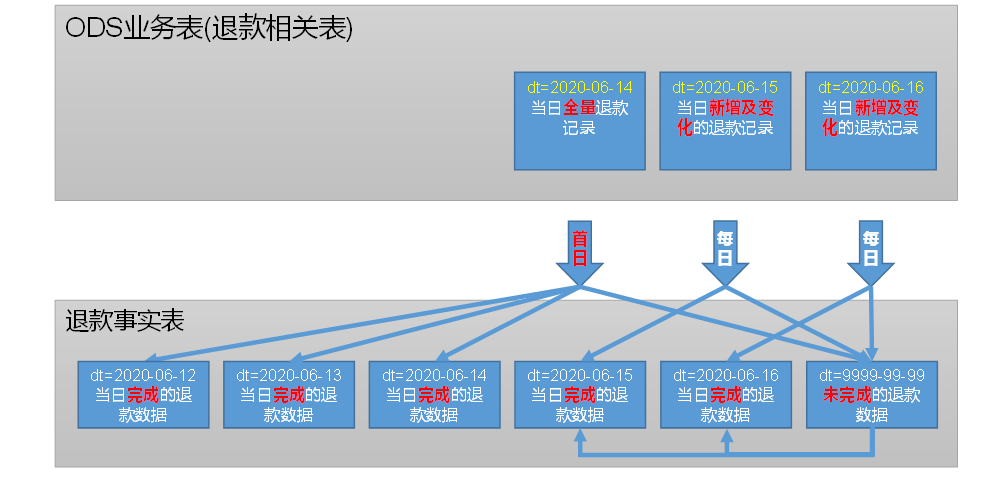 ODS业务表(退款相关表)
dt=2020-06-14
当日全量退款
记录
dt=2020-06-15
当日新增及变
化的退款记录
dt=2020-06-16
当日新增及变
化的退款记录
首
日
每
日
每
日
退款事实表
dt=2020-06-12
当日完成的退
款数据
dt=2020-06-13
当日完成的退
款数据
dt=2020-06-14
当日完成的退
款数据
dt=2020-06-15
当日完成的退
款数据
dt=2020-06-16
当日完成的退
款数据
dt=9999-99-99
未完成的退款
数据